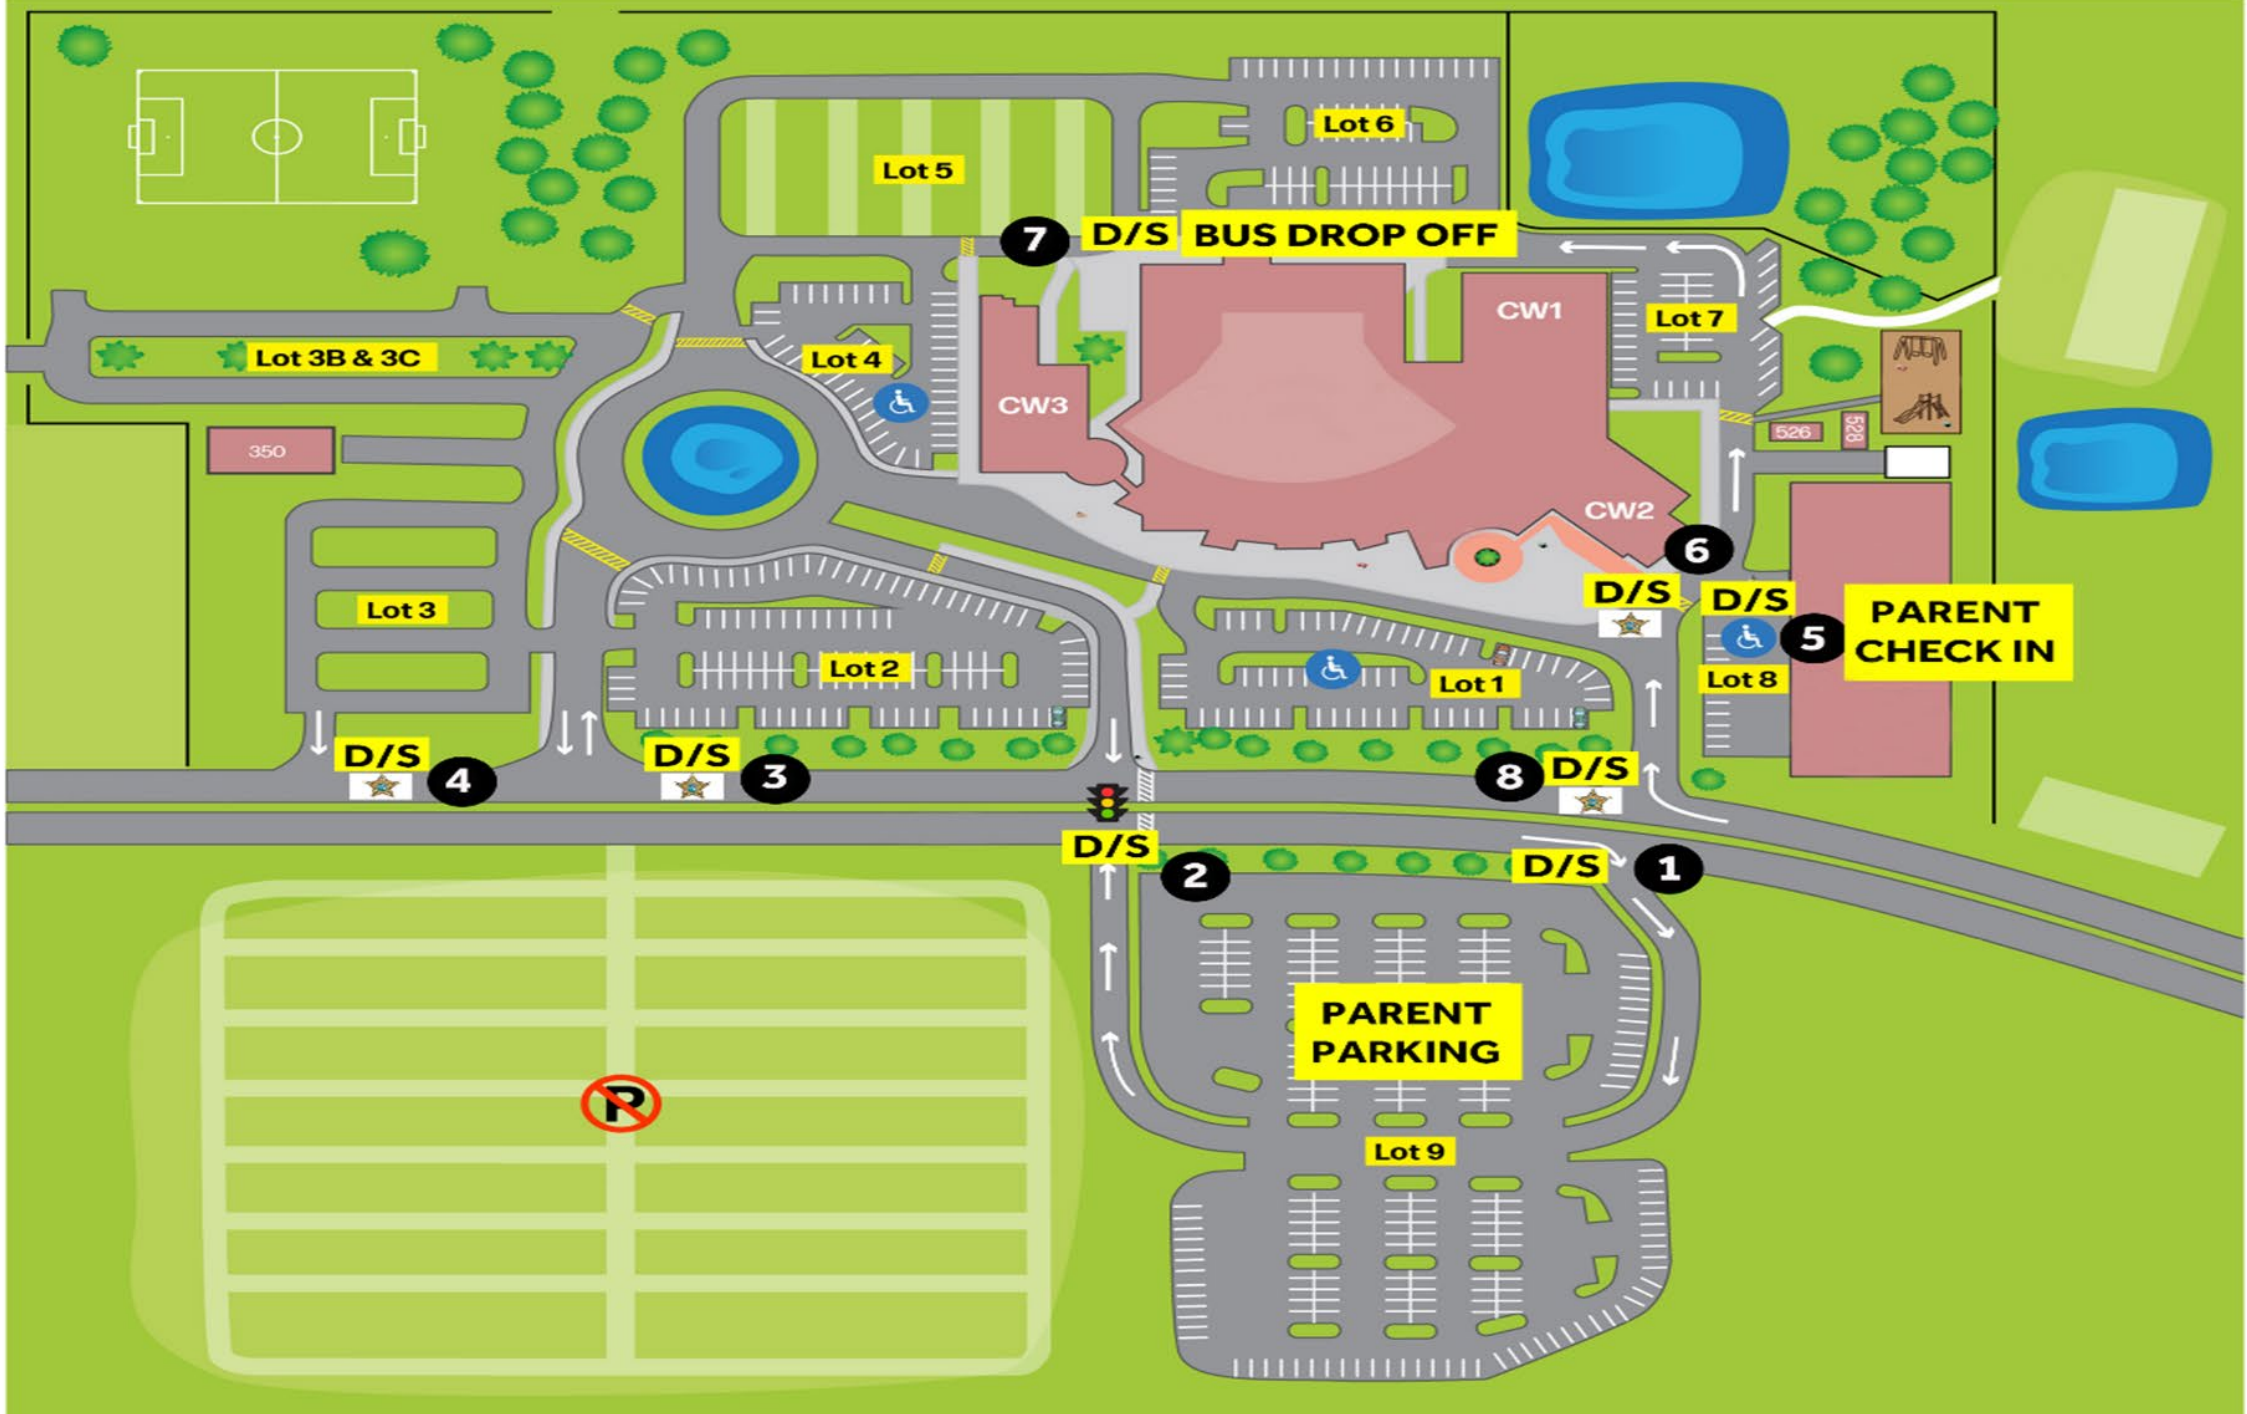 Lot 6
Lot 5
7
D/S
BUS DROP OFF
CW1
Lot 7
Lot 3B & 3C
Lot 4
CW3
350
526
528
CW2
6
D/S
D/S
Lot 3
5
PARENT
CHECK IN
Lot 2
Lot 1
Lot 8
D/S
4
D/S
3
8
D/S
D/S
2
D/S
1
PARENT
PARKING
P
Lot 9